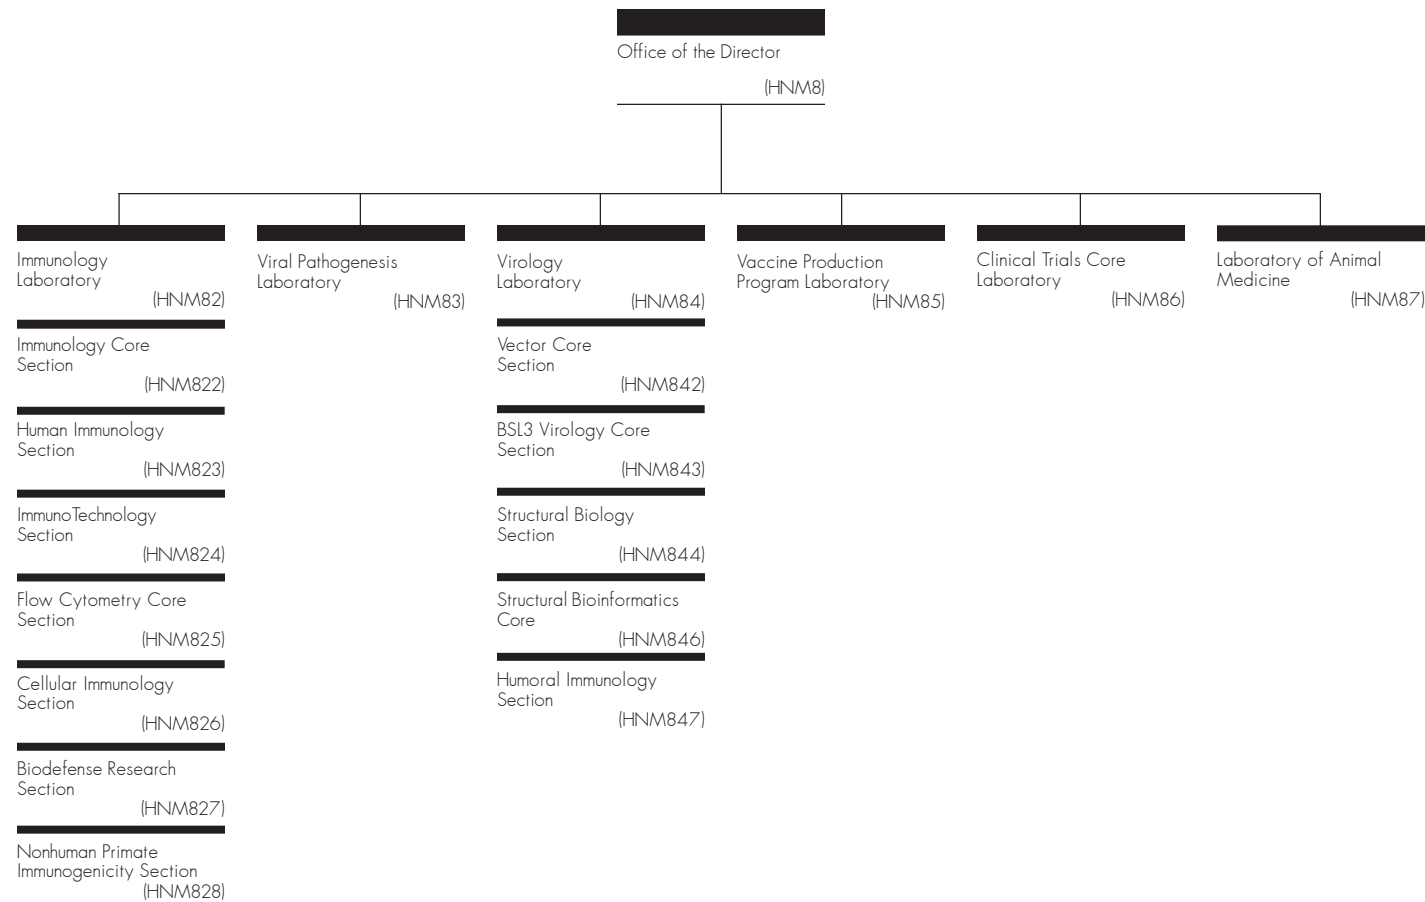 Office of the Director
(HNM8)
Immunology
Laboratory
(HNM82)
Immunology Core
Section
(HNM822)
Human Immunology
Section
(HNM823)
ImmunoTechnology
Section
(HNM824)
Flow Cytometry Core
Section
(HNM825)
Cellular Immunology
Section
(HNM826)
Biodefense Research
Section
(HNM827)
Nonhuman Primate
Immunogenicity Section
(HNM828)
Viral Pathogenesis
Laboratory
(HNM83)
Virology
Laboratory
(HNM84)
Vector Core
Section
(HNM842)
BSL3 Virology Core
Section
(HNM843)
Structural Biology
Section
(HNM844)
Structural Bioinformatics
Core
(HNM846)
Humoral Immunology
Section
(HNM847)
Vaccine Production
Program Laboratory
(HNM85)
Clinical Trials Core
Laboratory
(HNM86)
Laboratory of Animal
Medicine
(HNM87)